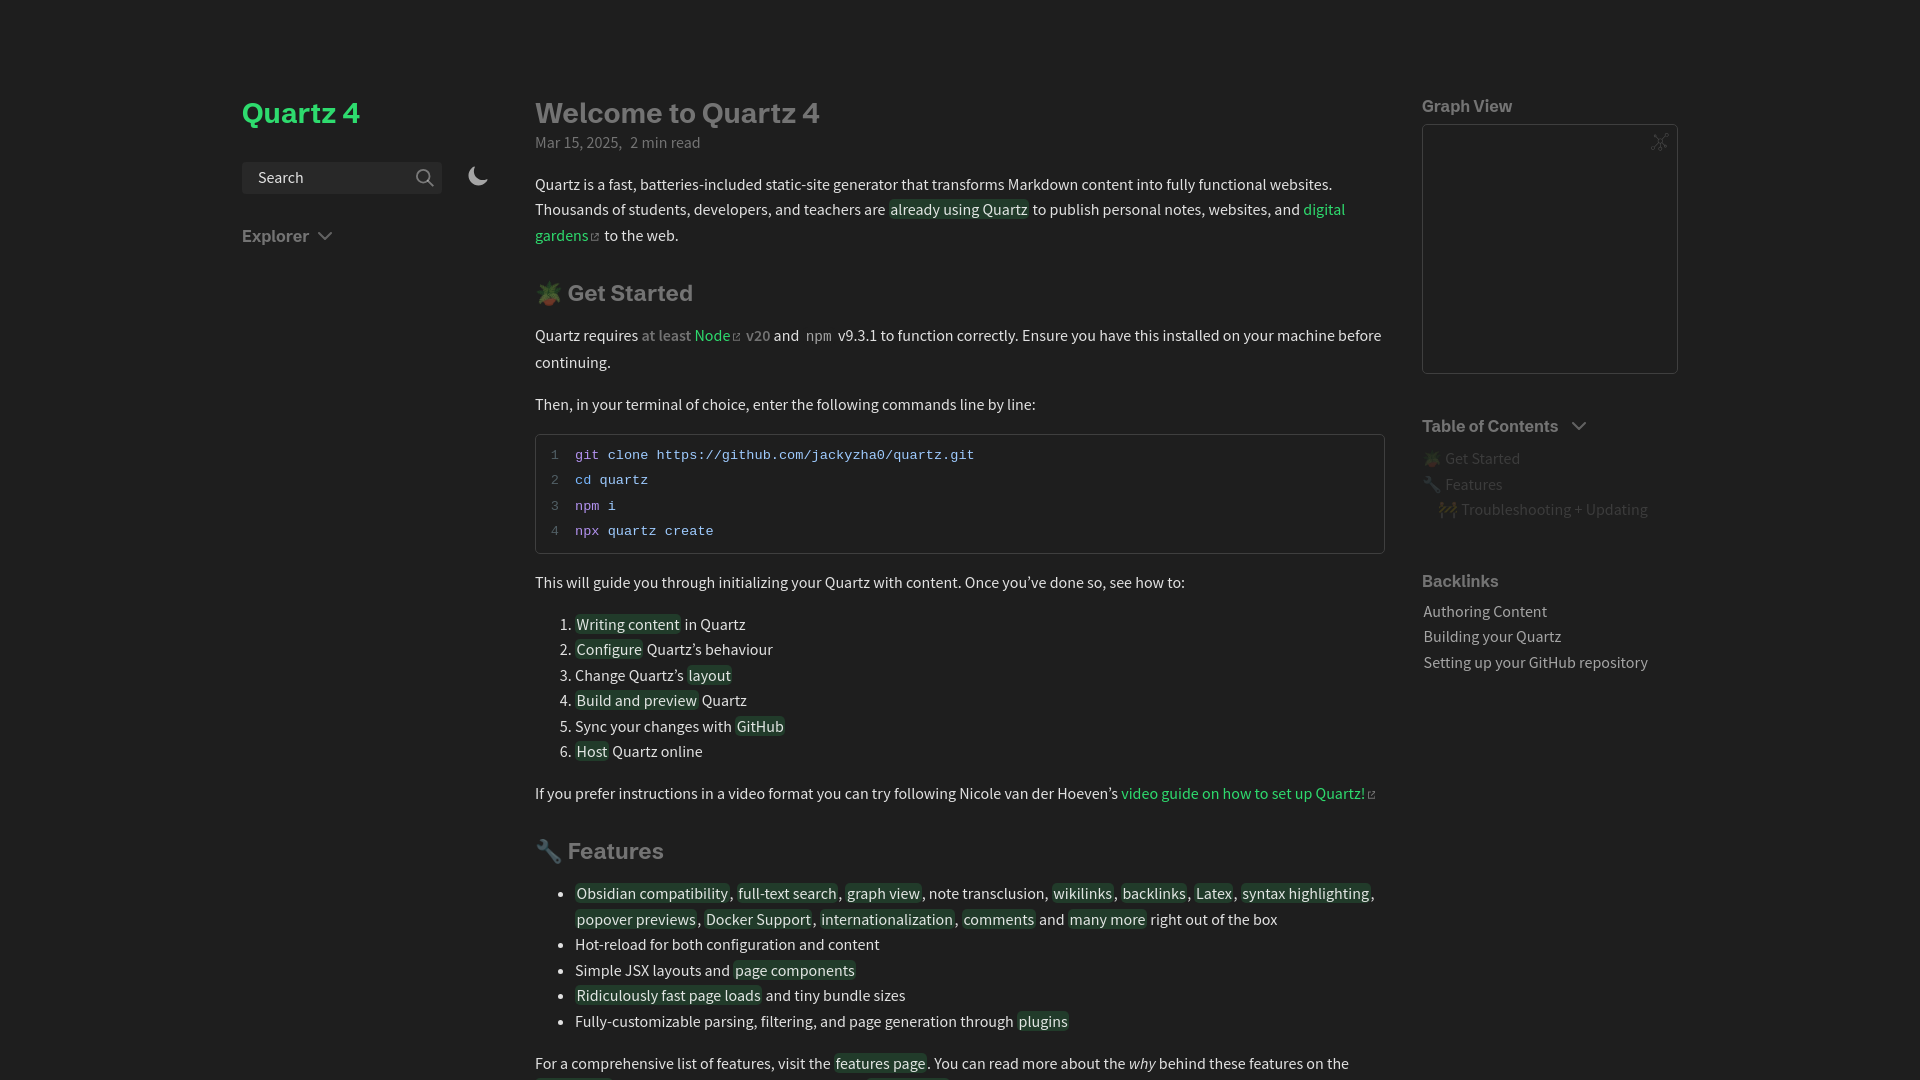 Quartz 4
Search
Explorer
Welcome to Quartz 4
Mar 15, 2025, 2 min read
Quartz is a fast, batteries-included static-site generator that transforms Markdown content into fully functional websites.
Thousands of students, developers, and teachers are already using Quartz to publish personal notes, websites, and digital
gardens to the web.
🪴 Get Started
Quartz requires at least Node v20 and npm v9.3.1 to function correctly. Ensure you have this installed on your machine before
continuing.
Then, in your terminal of choice, enter the following commands line by line:
1 git clone https://github.com/jackyzha0/quartz.git
2 cd quartz
3 npm i
4 npx quartz create
This will guide you through initializing your Quartz with content. Once you’ve done so, see how to:
1. Writing content in Quartz
2. Configure Quartz’s behaviour
3. Change Quartz’s layout
4. Build and preview Quartz
5. Sync your changes with GitHub
6. Host Quartz online
If you prefer instructions in a video format you can try following Nicole van der Hoeven’s video guide on how to set up Quartz!
🔧 Features
• Obsidian compatibility, full-text search, graph view, note transclusion, wikilinks, backlinks, Latex, syntax highlighting,
popover previews, Docker Support, internationalization, comments and many more right out of the box
• Hot-reload for both configuration and content
• Simple JSX layouts and page components
• Ridiculously fast page loads and tiny bundle sizes
• Fully-customizable parsing, filtering, and page generation through plugins
For a comprehensive list of features, visit the features page. You can read more about the why behind these features on the
Graph View
Table of Contents
🪴 Get Started
🔧 Features
🚧 Troubleshooting + Updating
Backlinks
Authoring Content
Building your Quartz
Setting up your GitHub repository